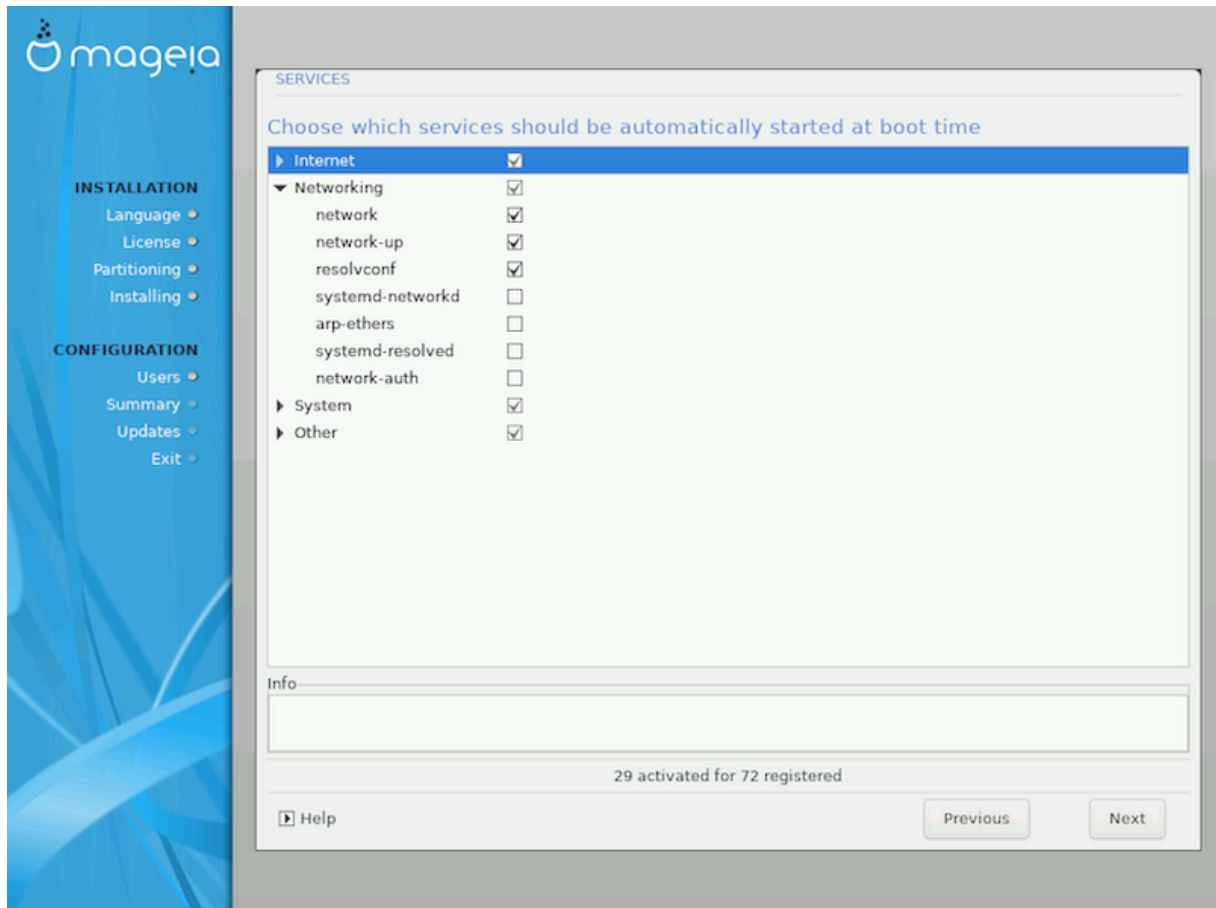 mageia
INSTALLATION
Language
License
Partitioning
Installing
CONFIGURATION
Users
Summary
Updates
Exit
SERVICES
Choose which services should be automatically started at boot time
Internet
Networking
network
network-up
resolvconf
systemd-networkd
arp-ethers
systemd-resolved
network-auth
System
Other
Info
29 activated for 72 registered
Help
Previous
Next